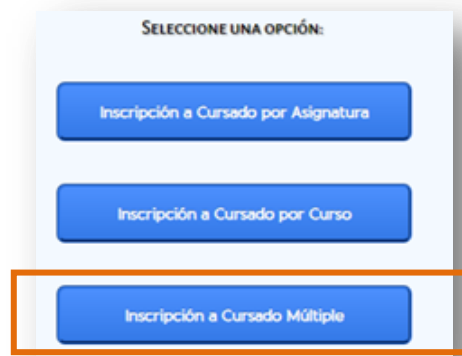 SELECCIONE UNA OPCIÓN:
Inscripción a Cursado por Asignatura
Inscripción a Cursado por Curso
Inscripción a Cursado Múltiple